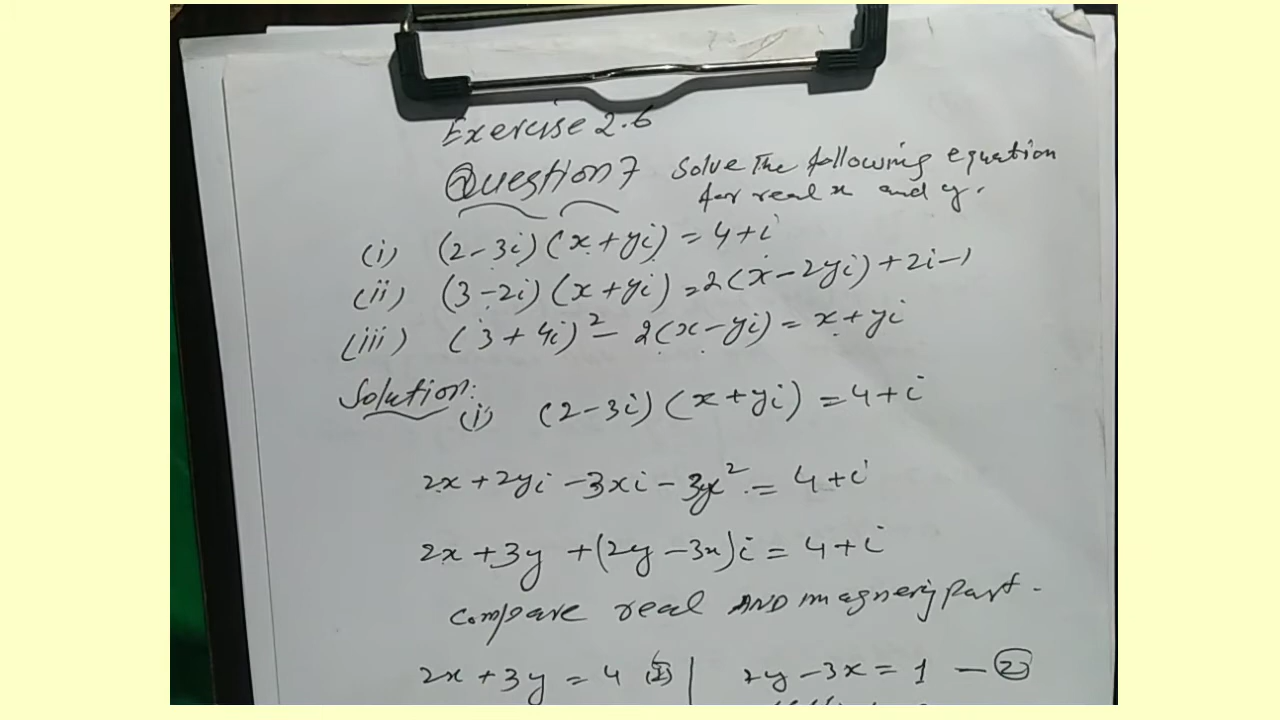 Exercise 2.6
Question 7 Solve The following equation
for real x and y.
(i) (2-3i)(x+yi) = 4+i
(ii) (3-2i)(x+yi) = 2(x-2yi)+2i-1
(iii) (3+4i)² - 2(x-yi) = x+yi
Solution:
(i) (2-3i)(x+yi) = 4+i
2x+2yi-3xi-3yi² = 4+i
2x+3y+(2y-3x)i = 4+i
Compare real AND imagnery part.
2x+3y = 4 (1) | 2y-3x = 1 — (2)